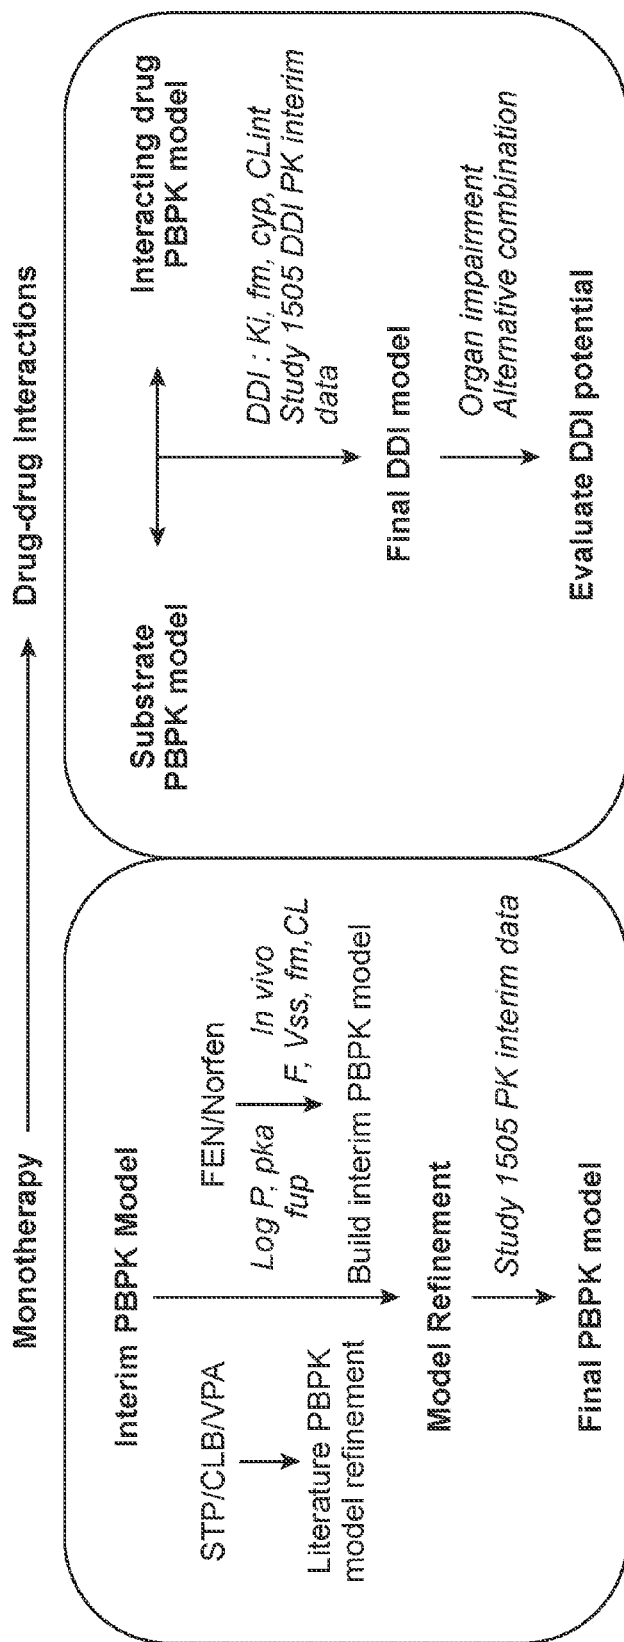 Monotherapy
Drug-drug Interactions
Interim PBPK Model
STP/CLB/VPA
Literature PBPK
model refinement
FEN/Norfen
Log P, pka
fup
In vivo
F, Vss, fm,CL
Build interim PBPK model
Model Refinement
Study 1505 PK interim data
Final PBPK model
Substrate
PBPK model
Interacting drug
PBPK model
DDI : Ki, fm, cyp, CLint
Study 1505 DDI PK interim
data
Final DDI model
Organ impairment
Alternative combination
Evaluate DDI potential